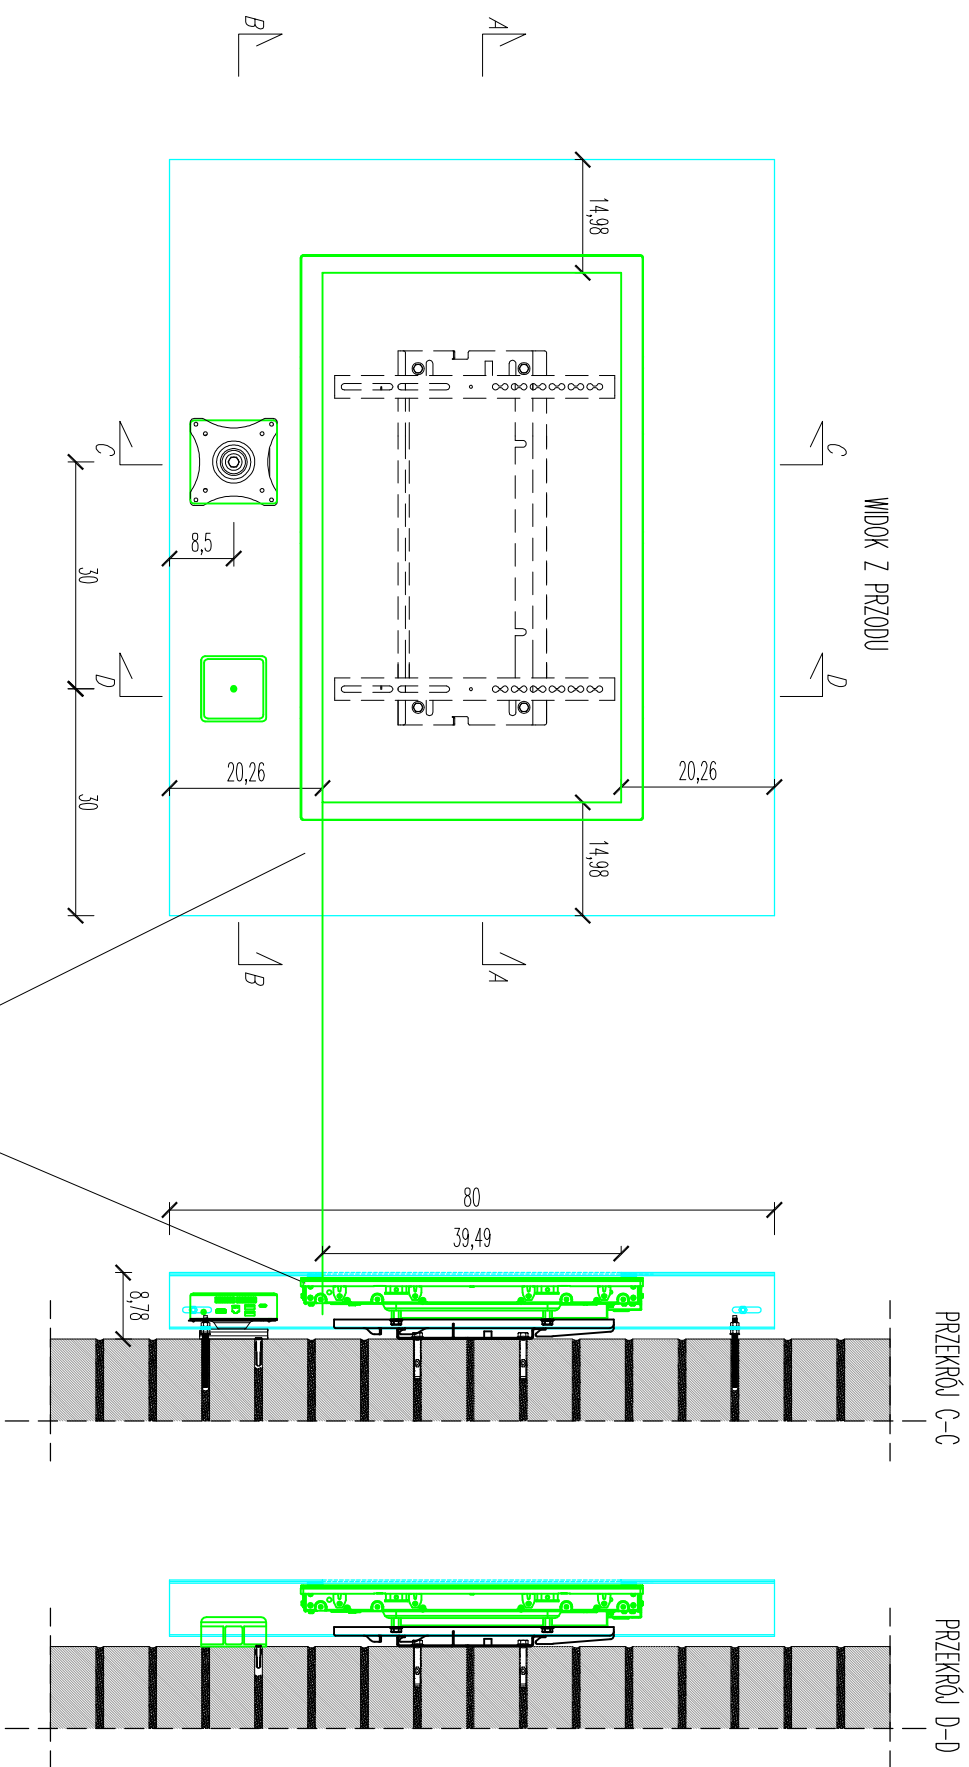 WIDOK Z PRZODU
B
A
14,98
C
C
8,5
30
D
D
20,26
20,26
30
14,98
B
A
80
39,49
8,78
PRZEKRÓJ C-C
PRZEKRÓJ D-D